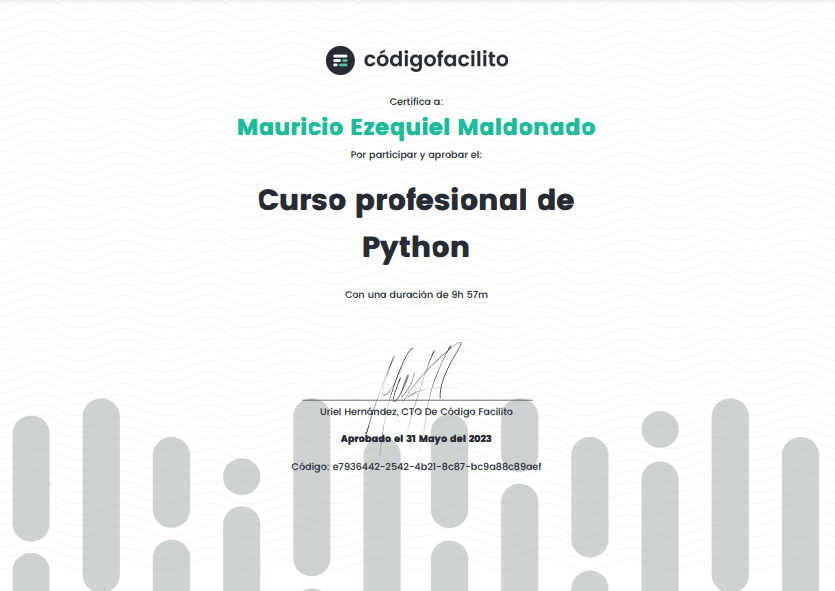 códigofacilito
Certifica a:
Mauricio Ezequiel Maldonado
Por participar y aprobar el:
Curso profesional de
Python
Con una duración de 9h 57m
Uriel Hernández, CTO De Código Facilito
Aprobado el 31 Mayo del 2023
Código: e7936442-2542-4b21-8c87-bc9a88c89aef